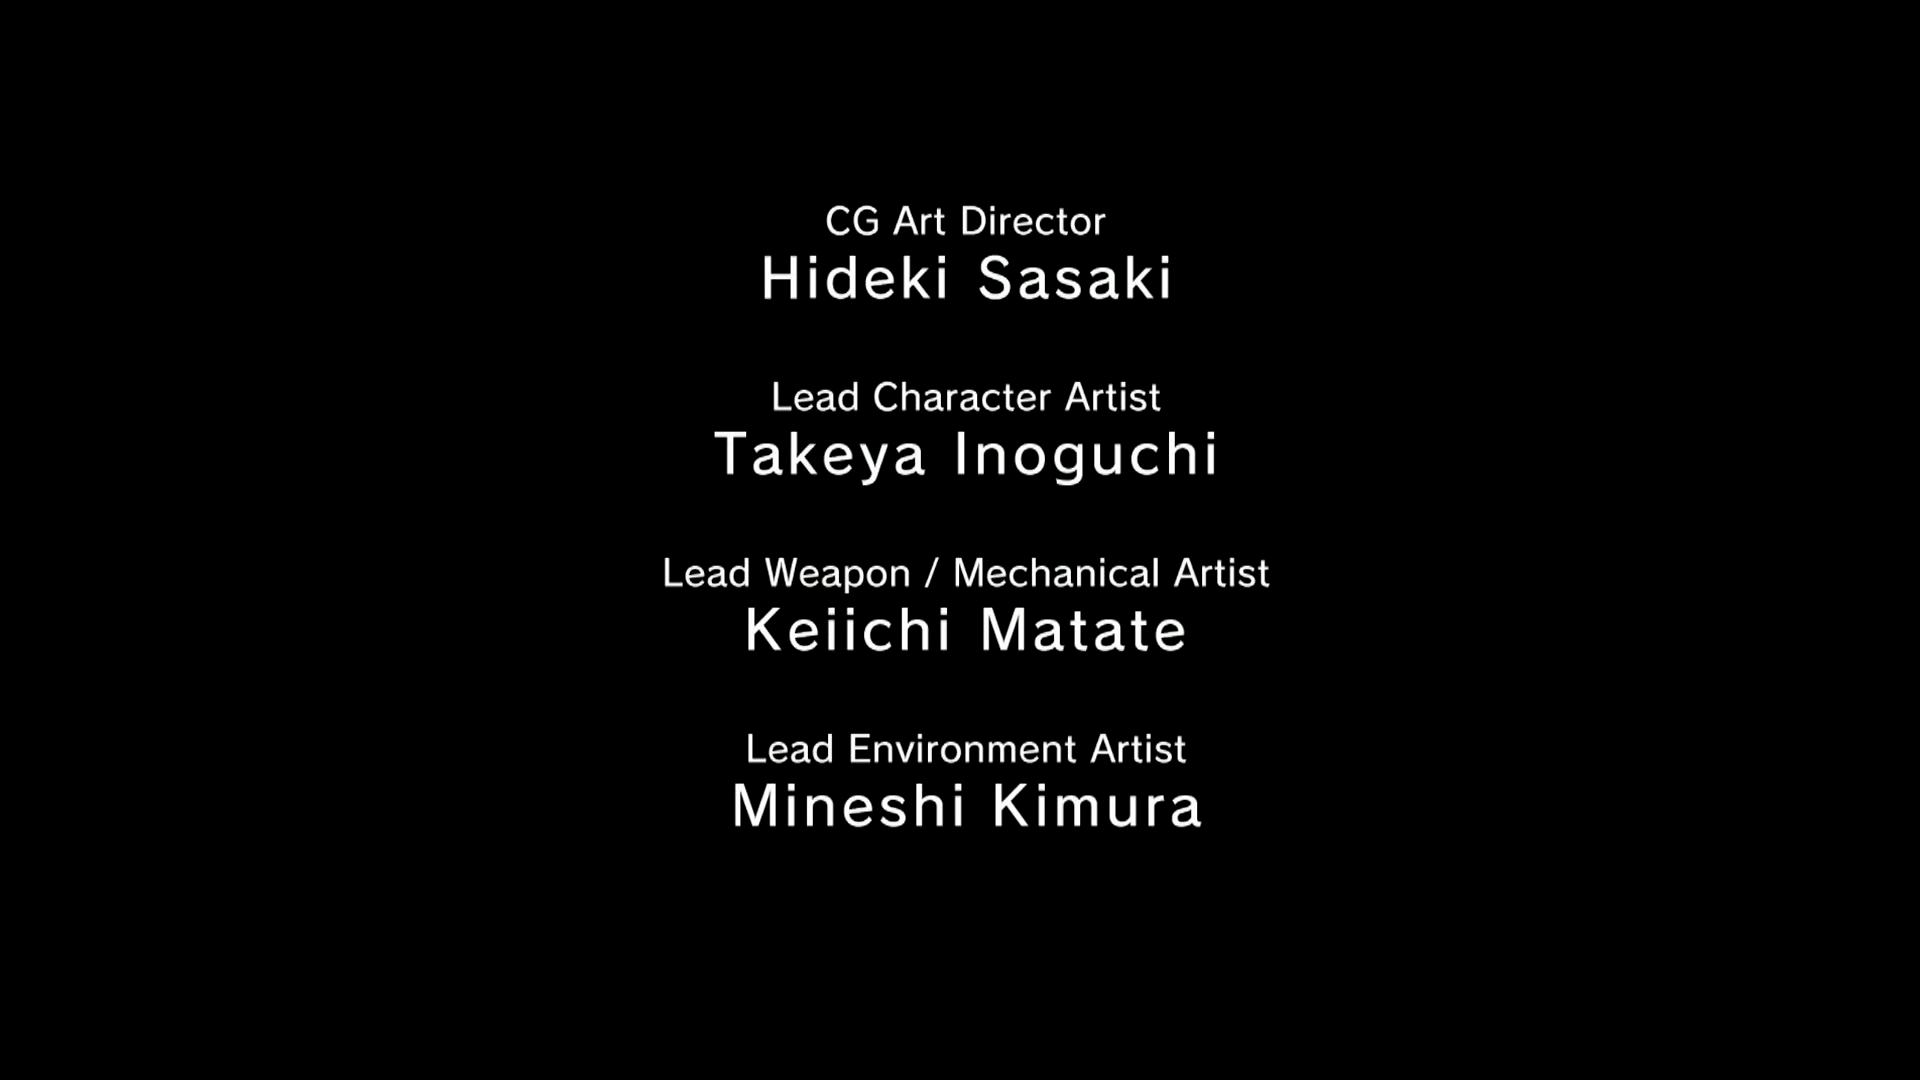 CG Art Director
Hideki Sasaki
Lead Character Artist
Takeya Inoguchi
Lead Weapon / Mechanical Artist
Keiichi Matate
Lead Environment Artist
Mineshi Kimura